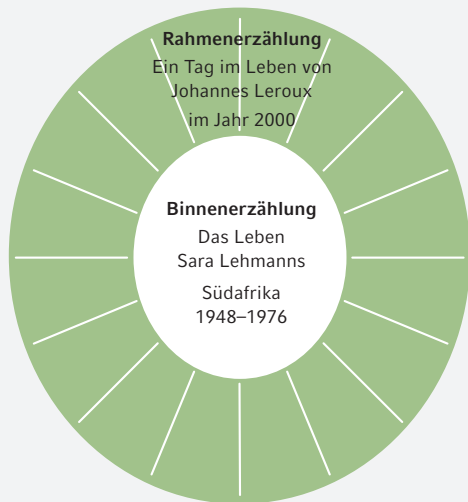 Rahmenerzählung
Ein Tag im Leben von
Johannes Leroux
im Jahr 2000
Binnenerzählung
Das Leben
Sara Lehmanns
Südafrika
1948–1976